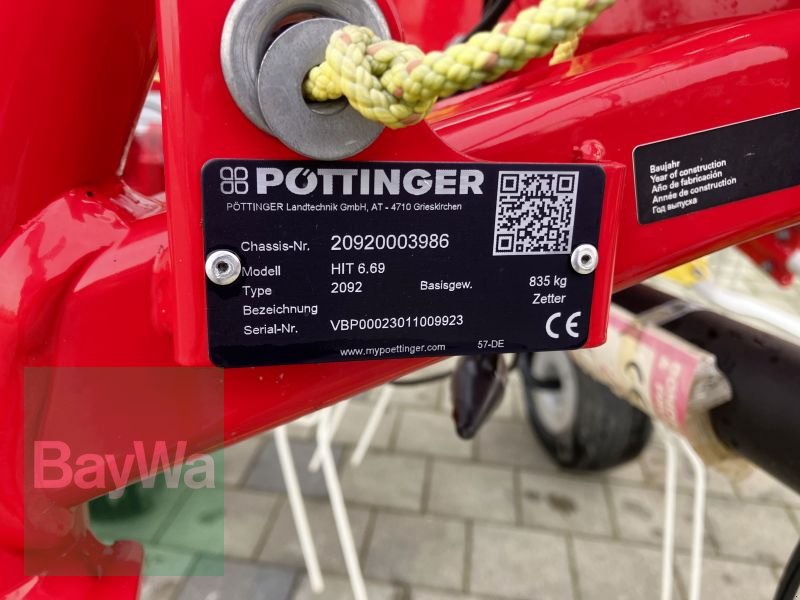 PÖTTINGER
PÖTTINGER Landtechnik GmbH, AT - 4710 Grieskirchen
Chassis-Nr. 20920003986
Modell HIT 6.69
Type 2092 Basisgew. 835 kg
Bezeichnung Zetter
Serial-Nr. VBP00023011009923
CE
www.mypoettinger.com 57-DE
Baujahr
Year of construction
Año de fabricación
Année de construction
Год выпуска
BayWa